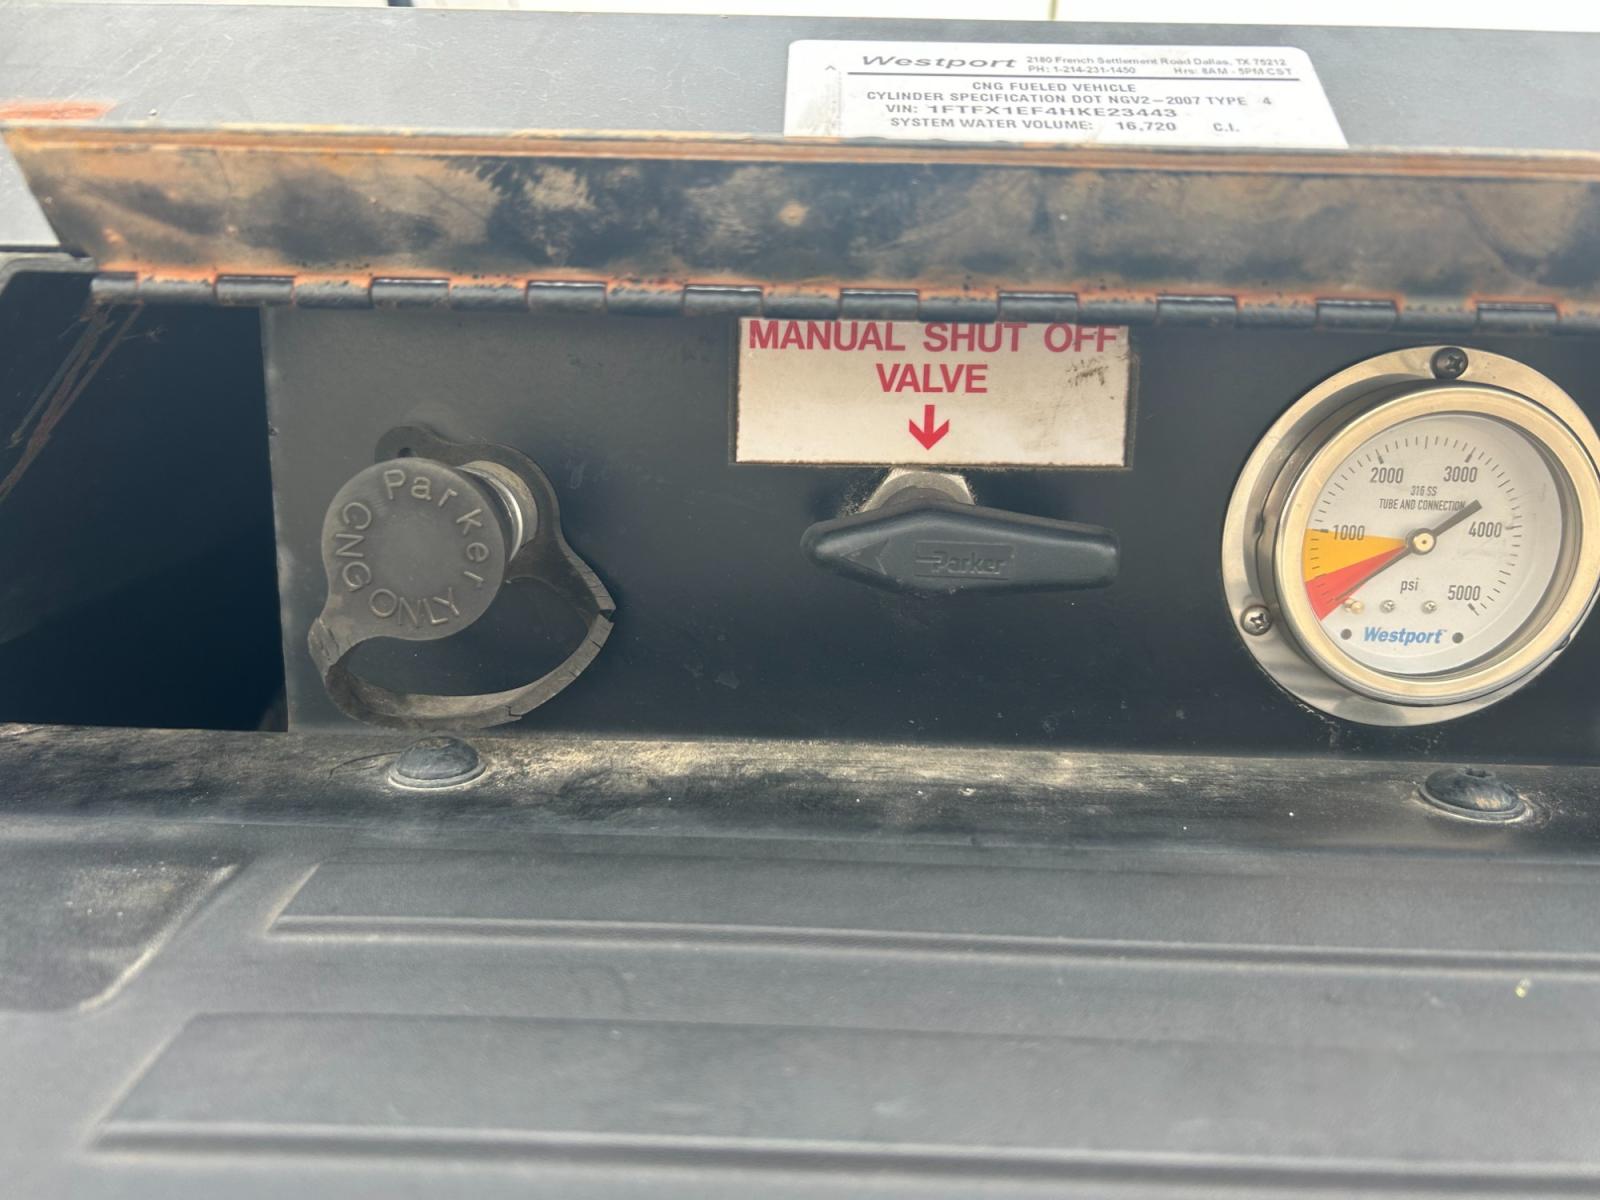 Westport 2180 French Settlement Road Dallas, TX 75212
PH: 1-214-231-1450 Hrs: 8AM - 5PM CST
CNG FUELED VEHICLE
CYLINDER SPECIFICATION DOT NGV2-2007 TYPE 4
VIN: 1FTFX1EF4HKE23443
SYSTEM WATER VOLUME: 16,720 C.I.
MANUAL SHUT OFF
VALVE
Parker
CNG ONLY
Parker
2000 3000
316 SS
TUBE AND CONNECTION
1000 4000
psi
5000
Westport